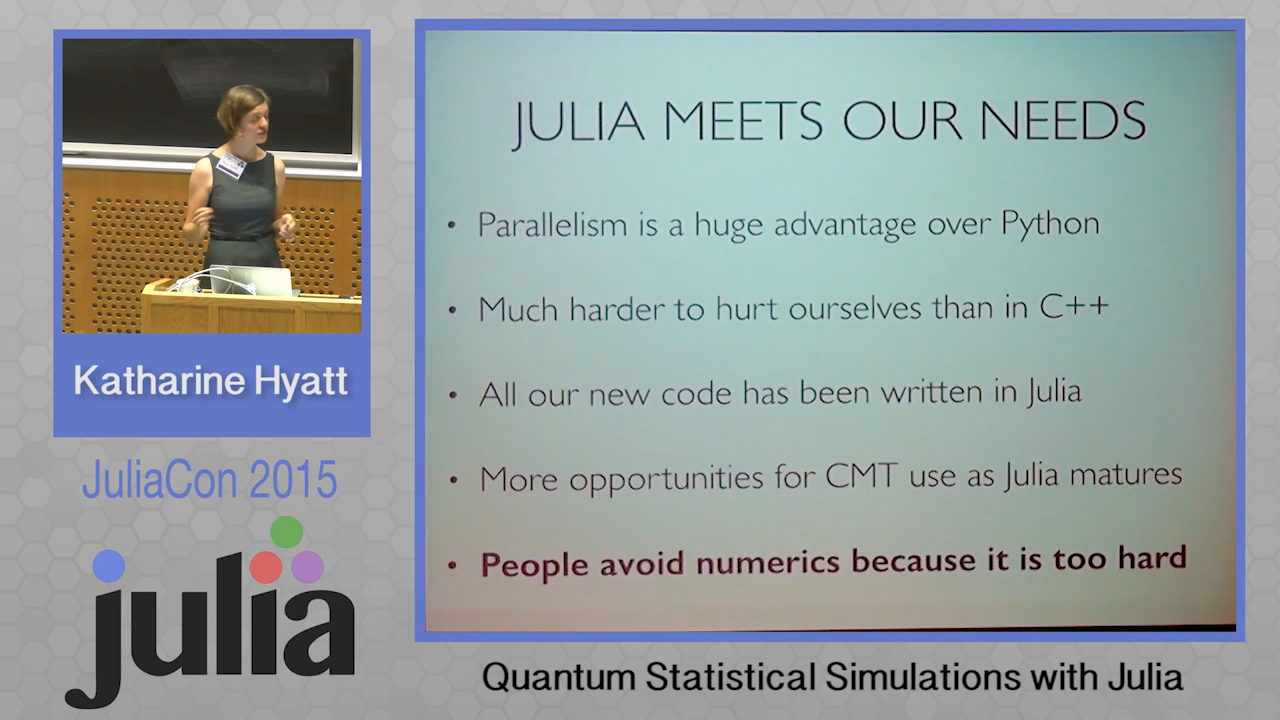 JULIA MEETS OUR NEEDS
• Parallelism is a huge advantage over Python
• Much harder to hurt ourselves than in C++
• All our new code has been written in Julia
• More opportunities for CMT use as Julia matures
• People avoid numerics because it is too hard
Katharine Hyatt
JuliaCon 2015
julia
Quantum Statistical Simulations with Julia